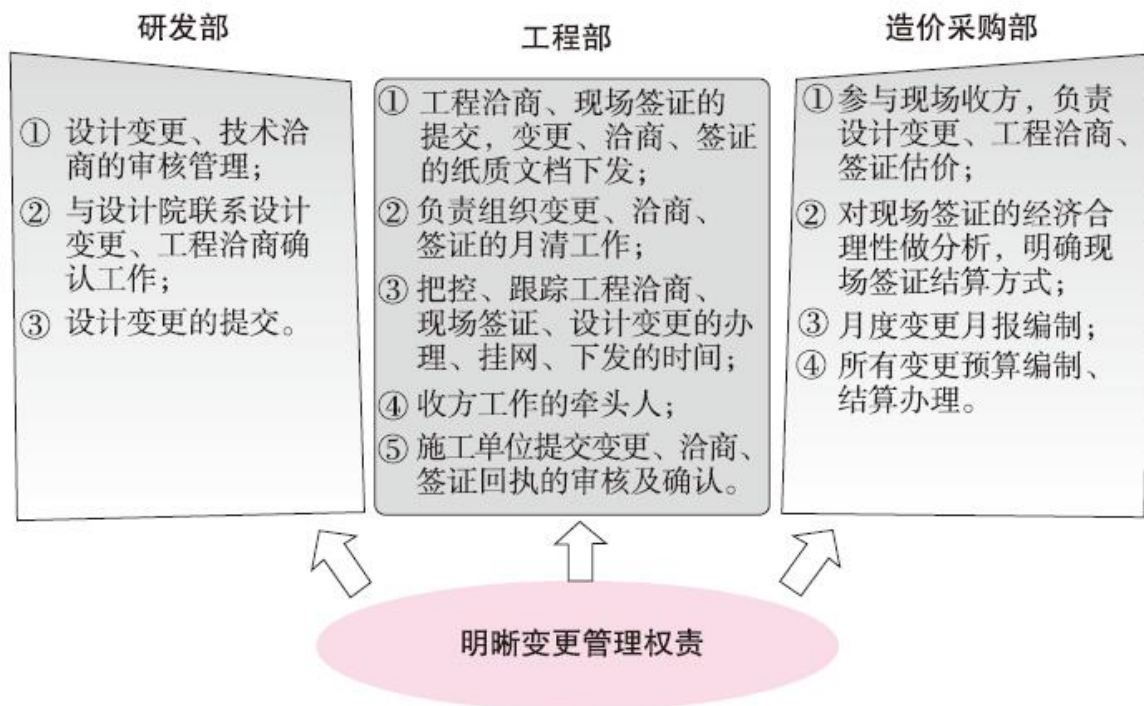 研发部
① 设计变更、技术洽
商的审核管理；
② 与设计院联系设计
变更、工程洽商确
认工作；
③ 设计变更的提交。
工程部
① 工程洽商、现场签证的
提交，变更、洽商、签证
的纸质文档下发；
② 负责组织变更、洽商、
签证的月清工作；
③ 把控、跟踪工程洽商、
现场签证、设计变更的办
理、挂网、下发的时间；
④ 收方工作的牵头人；
⑤ 施工单位提交变更、洽商、
签证回执的审核及确认。
造价采购部
① 参与现场收方，负责
设计变更、工程洽商、
签证估价；
② 对现场签证的经济合
理性做分析，明确现
场签证结算方式；
③ 月度变更月报编制；
④ 所有变更预算编制、
结算办理。
明晰变更管理权责